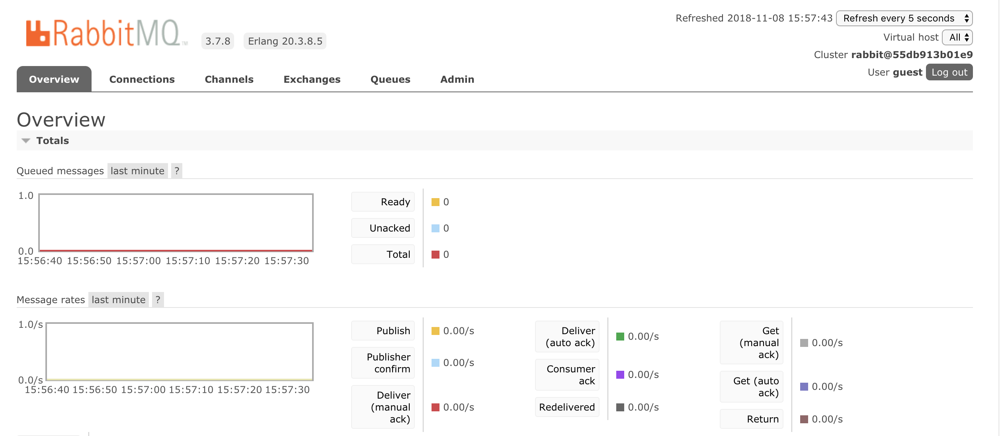 RabbitMQ TM 3.7.8 Erlang 20.3.8.5
Refreshed 2018-11-08 15:57:43 Refresh every 5 seconds
Virtual host All
Cluster rabbit@55db913b01e9
User guest Log out
Overview Connections Channels Exchanges Queues Admin
Overview
Totals
Queued messages last minute ?
1.0
0.0
15:56:40 15:56:50 15:57:00 15:57:10 15:57:20 15:57:30
Ready 0
Unacked 0
Total 0
Message rates last minute ?
1.0/s
0.0/s
15:56:40 15:56:50 15:57:00 15:57:10 15:57:20 15:57:30
Publish 0.00/s
Publisher
confirm 0.00/s
Deliver
(manual
ack) 0.00/s
Deliver
(auto ack) 0.00/s
Consumer
ack 0.00/s
Redelivered 0.00/s
Get
(manual
ack) 0.00/s
Get (auto
ack) 0.00/s
Return 0.00/s